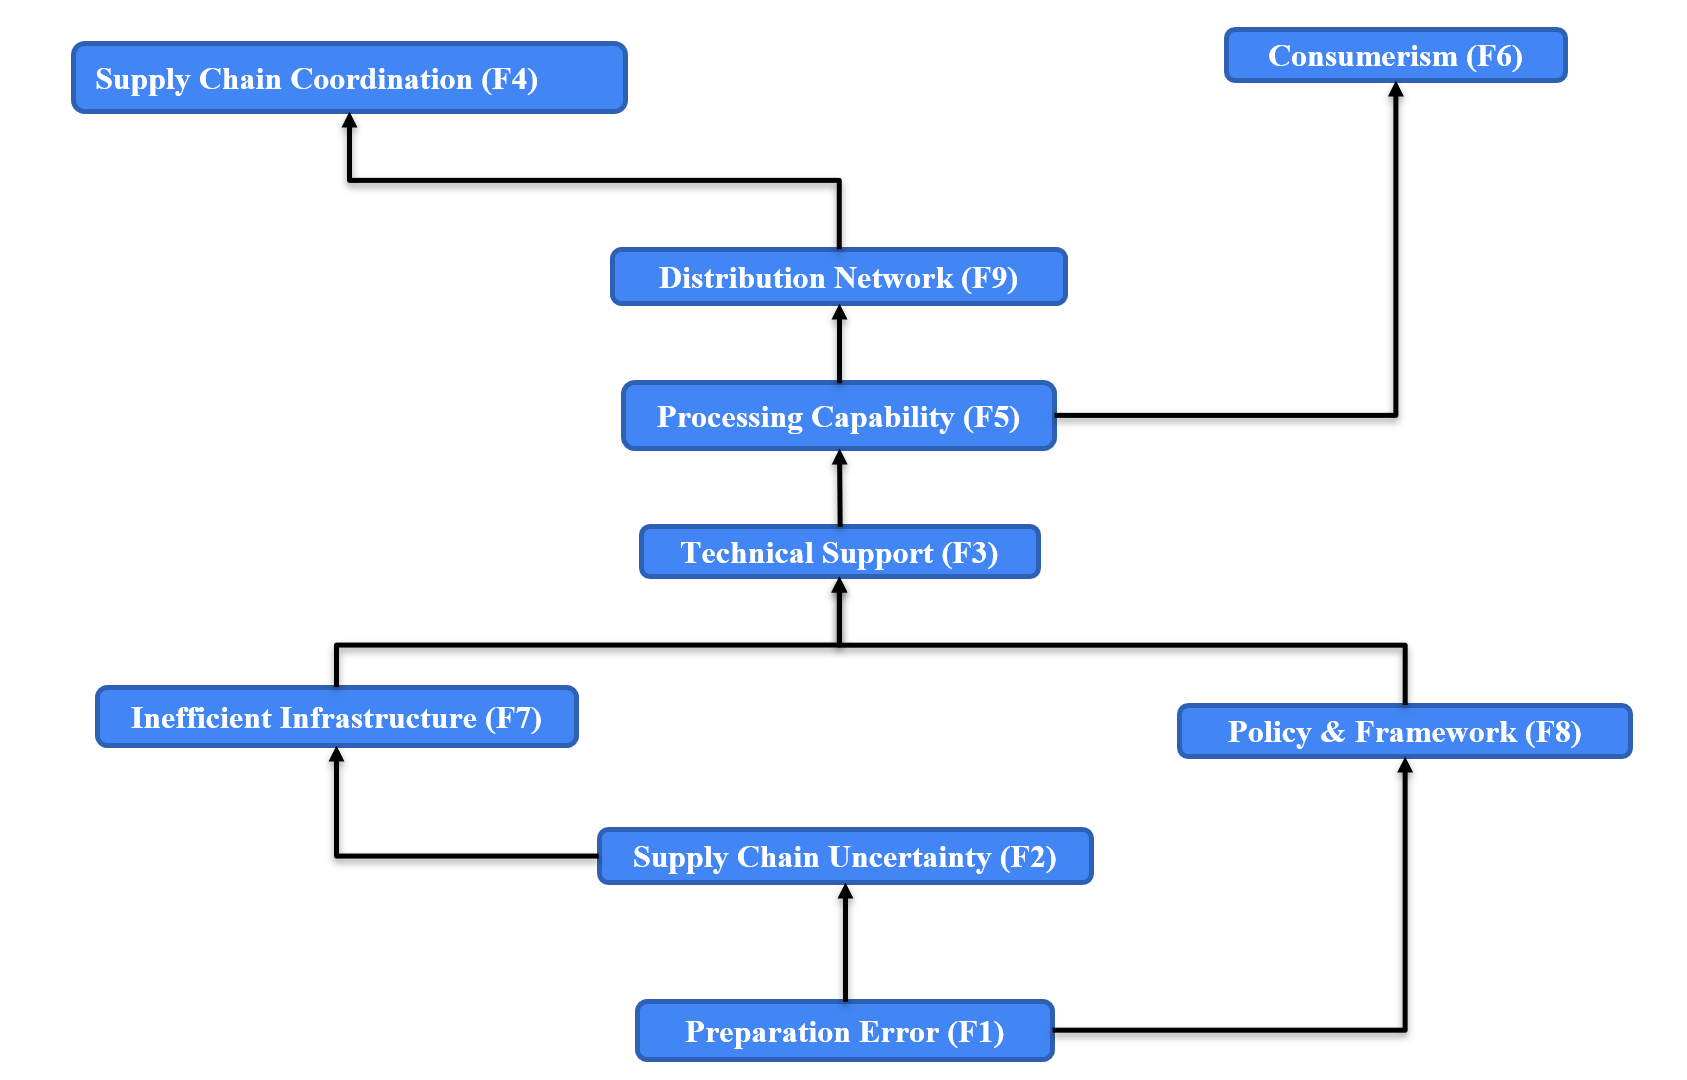 Supply Chain Coordination (F4)
Consumerism (F6)
Distribution Network (F9)
Processing Capability (F5)
Technical Support (F3)
Inefficient Infrastructure (F7)
Policy & Framework (F8)
Supply Chain Uncertainty (F2)
Preparation Error (F1)